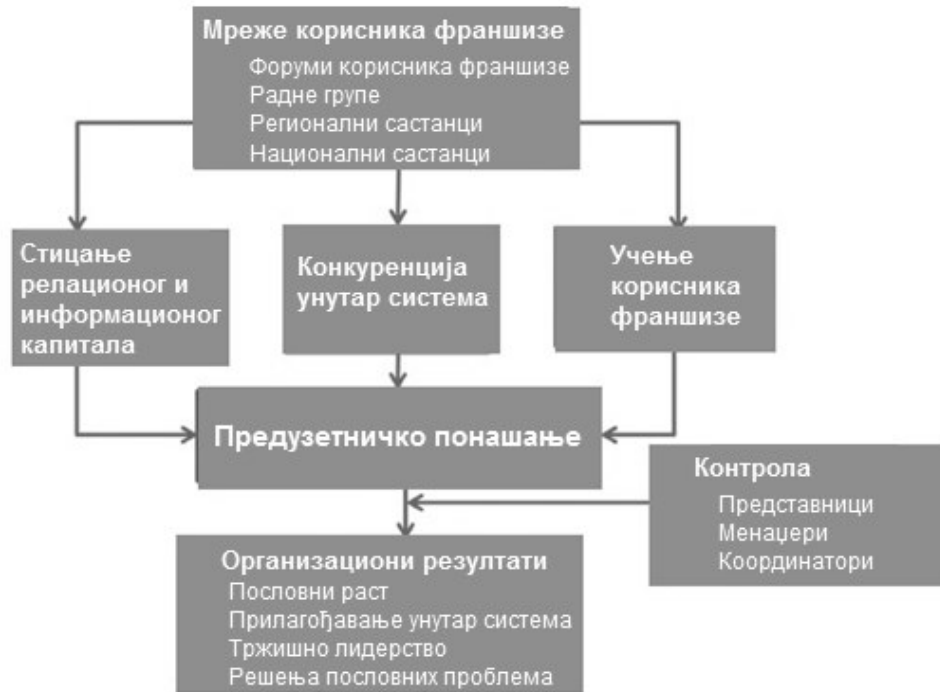 Мреже корисника франшизе
Форуми корисника франшизе
Радне групе
Регионални састанци
Национални састанци
Стицање
релационог и
информационог
капитала
Конкуренција
унутар система
Учење
корисника
франшизе
Предузетничко понашање
Контрола
Представници
Менаџери
Координатори
Организациони резултати
Пословни раст
Прилагођавање унутар система
Тржишно лидерство
Решења пословних проблема